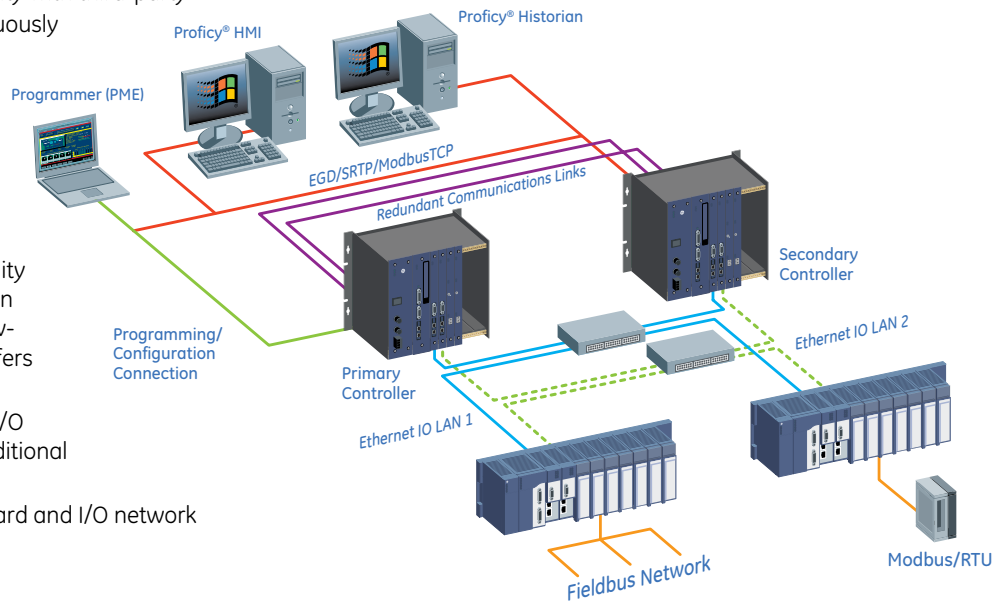 uously
Proficy® Historian
Proficy® HMI
Programmer (PME)
EGD/SRTP/ModbusTCP
Redundant Communications Links
Secondary
Controller
Programming/
Configuration
Connection
Primary
Controller
Ethernet IO LAN 2
Ethernet IO LAN 1
ity
fers
/O
ditional
ard and I/O network
Modbus/RTU
Fieldbus Network